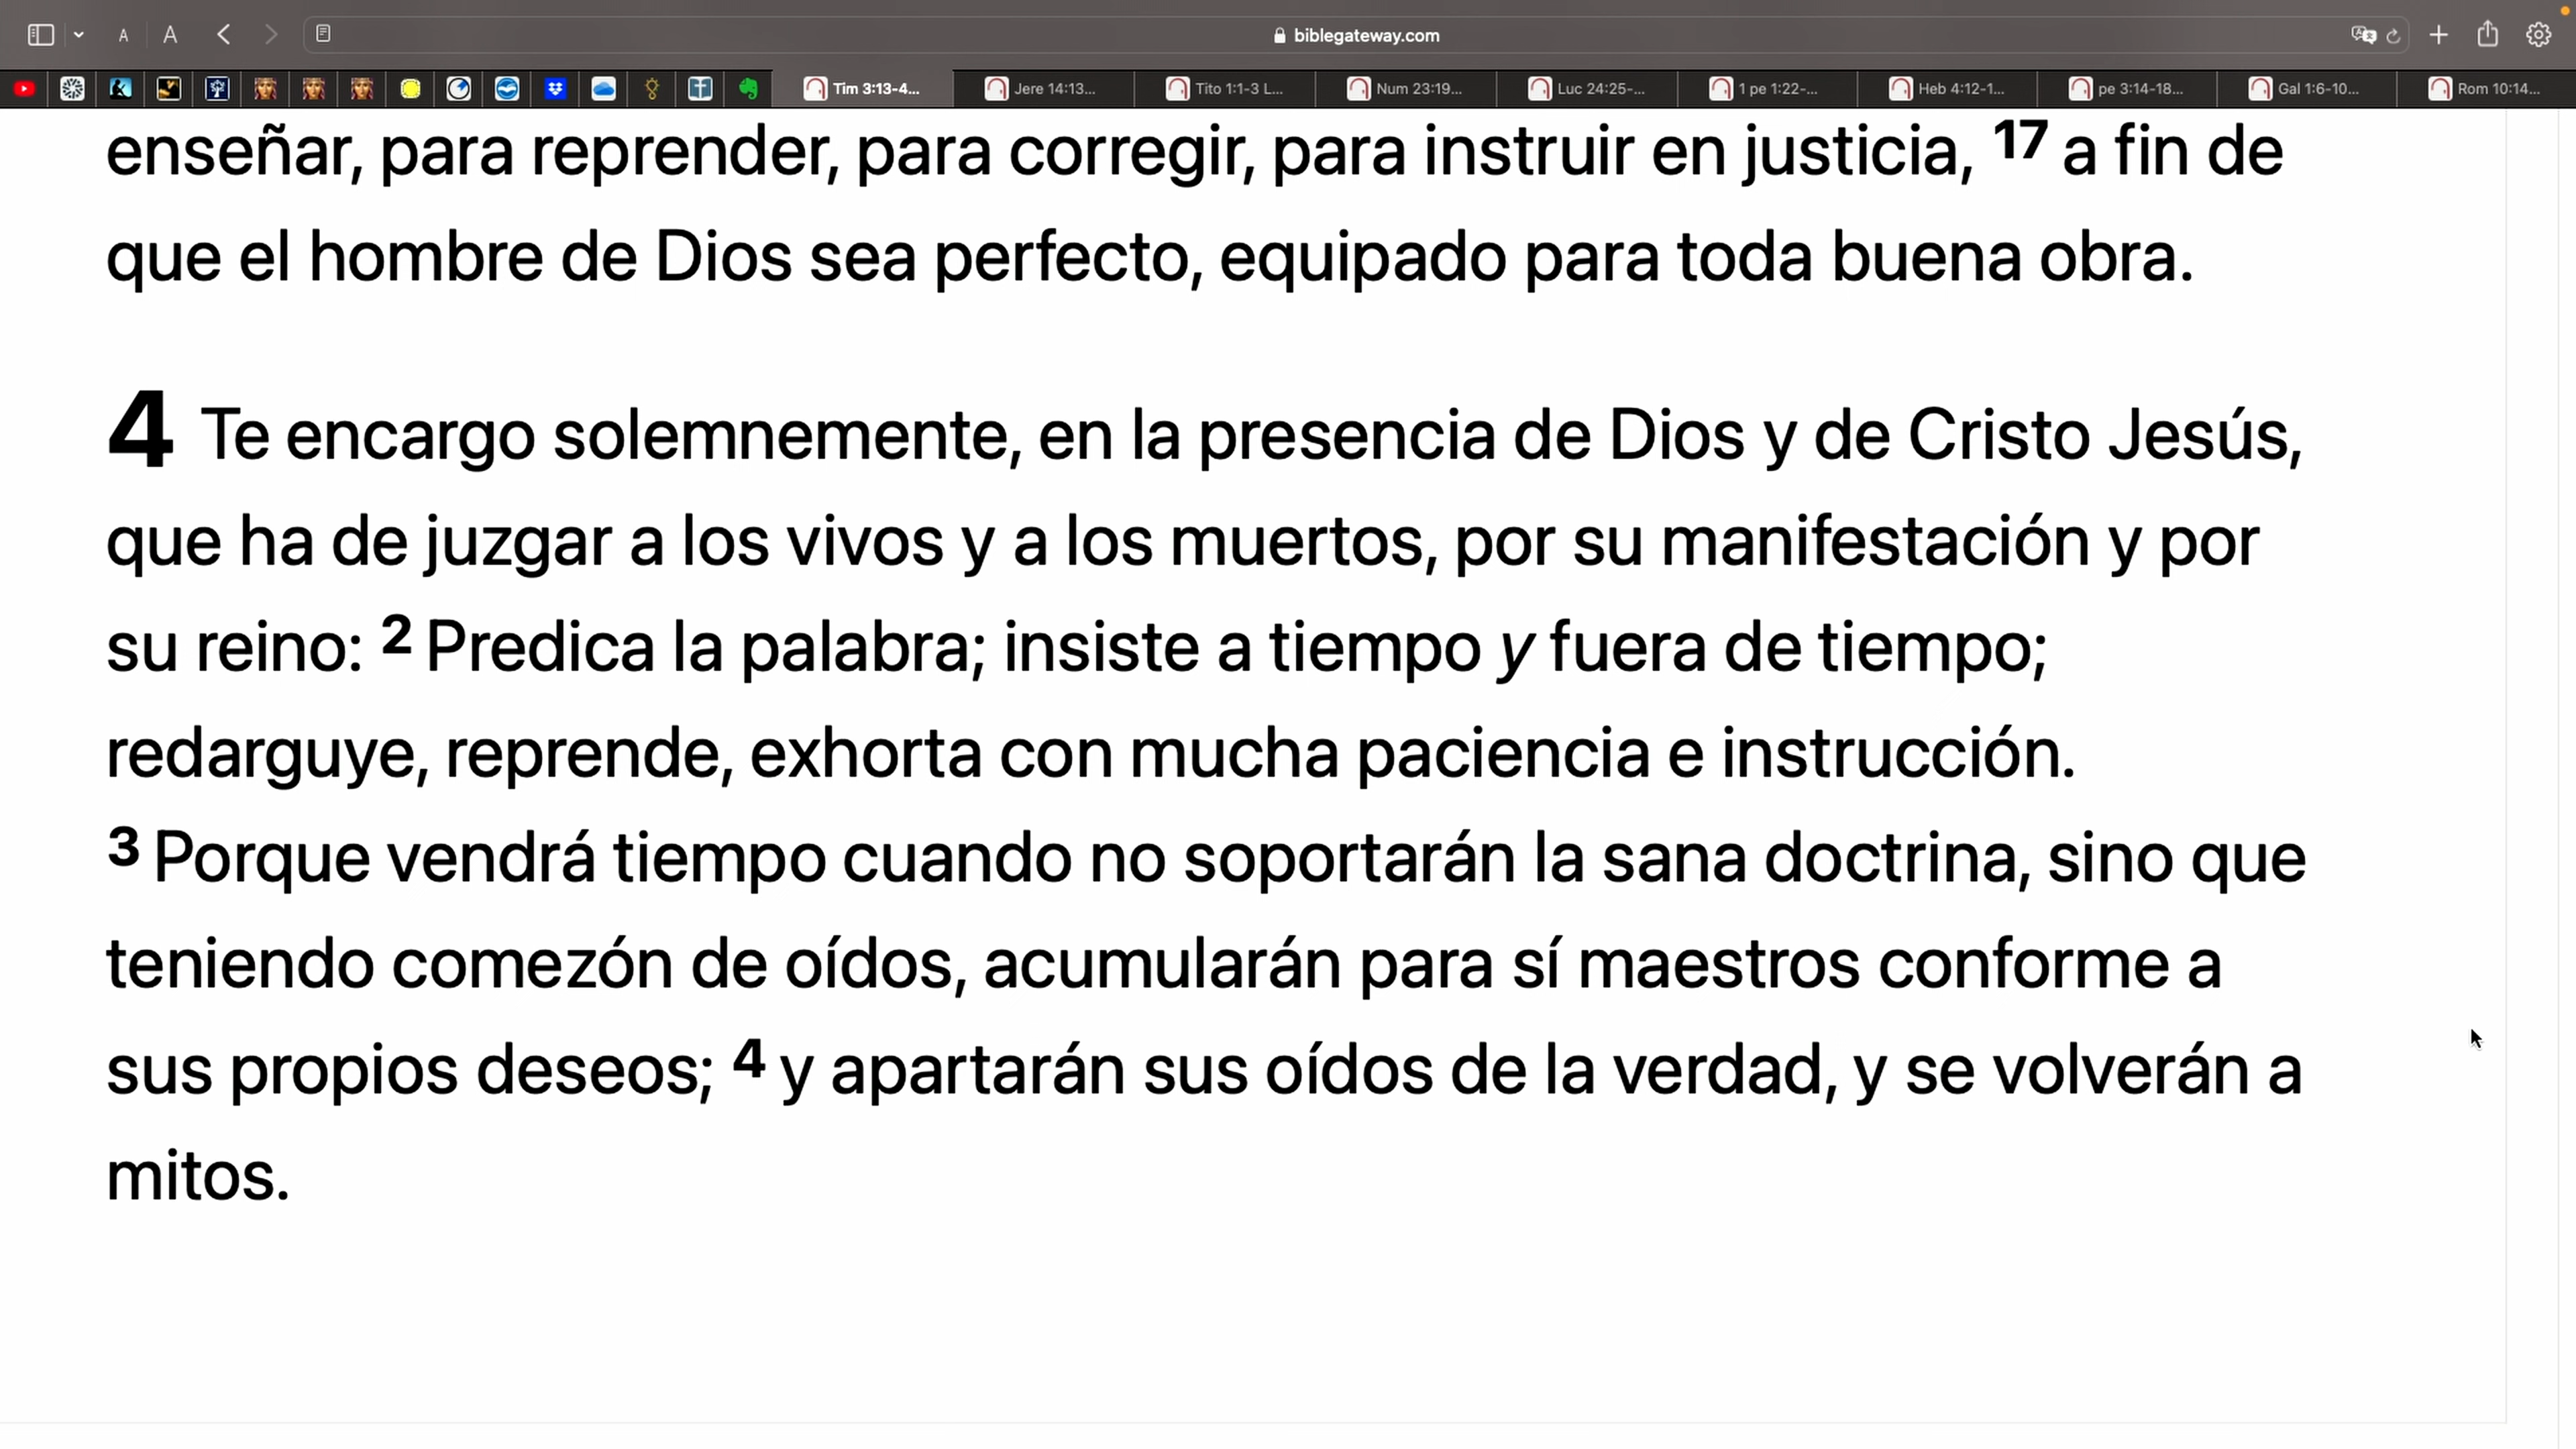 A A biblegateway.com
Tim 3:13-4... Jere 14:13... Tito 1:1-3 L... Num 23:19... Luc 24:25-... 1 pe 1:22-... Heb 4:12-1... pe 3:14-18... Gal 1:6-10... Rom 10:14...
enseñar, para reprender, para corregir, para instruir en justicia, 17 a fin de
que el hombre de Dios sea perfecto, equipado para toda buena obra.
4 Te encargo solemnemente, en la presencia de Dios y de Cristo Jesús,
que ha de juzgar a los vivos y a los muertos, por su manifestación y por
su reino: 2 Predica la palabra; insiste a tiempo y fuera de tiempo;
redarguye, reprende, exhorta con mucha paciencia e instrucción.
3 Porque vendrá tiempo cuando no soportarán la sana doctrina, sino que
teniendo comezón de oídos, acumularán para sí maestros conforme a
sus propios deseos; 4 y apartarán sus oídos de la verdad, y se volverán a
mitos.